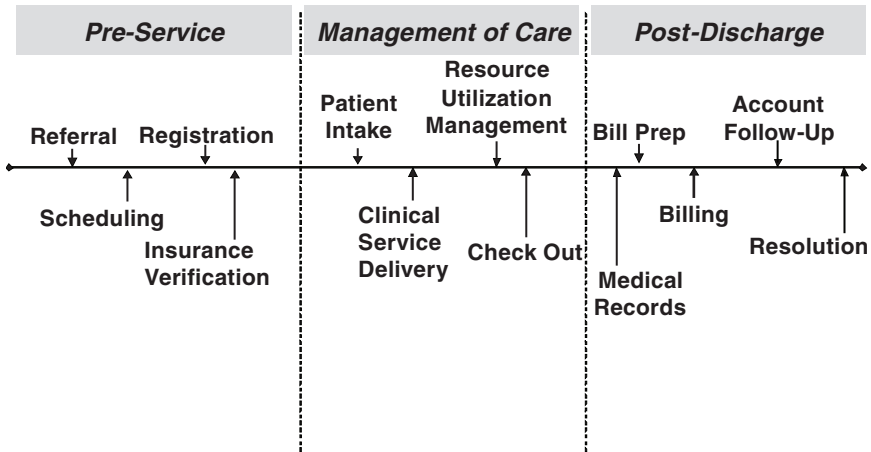 Pre-Service
Management of Care
Post-Discharge
Referral
Registration
Scheduling
Insurance
Verification
Patient
Intake
Resource
Utilization
Management
Clinical
Service
Delivery
Check Out
Bill Prep
Account
Follow-Up
Billing
Resolution
Medical
Records